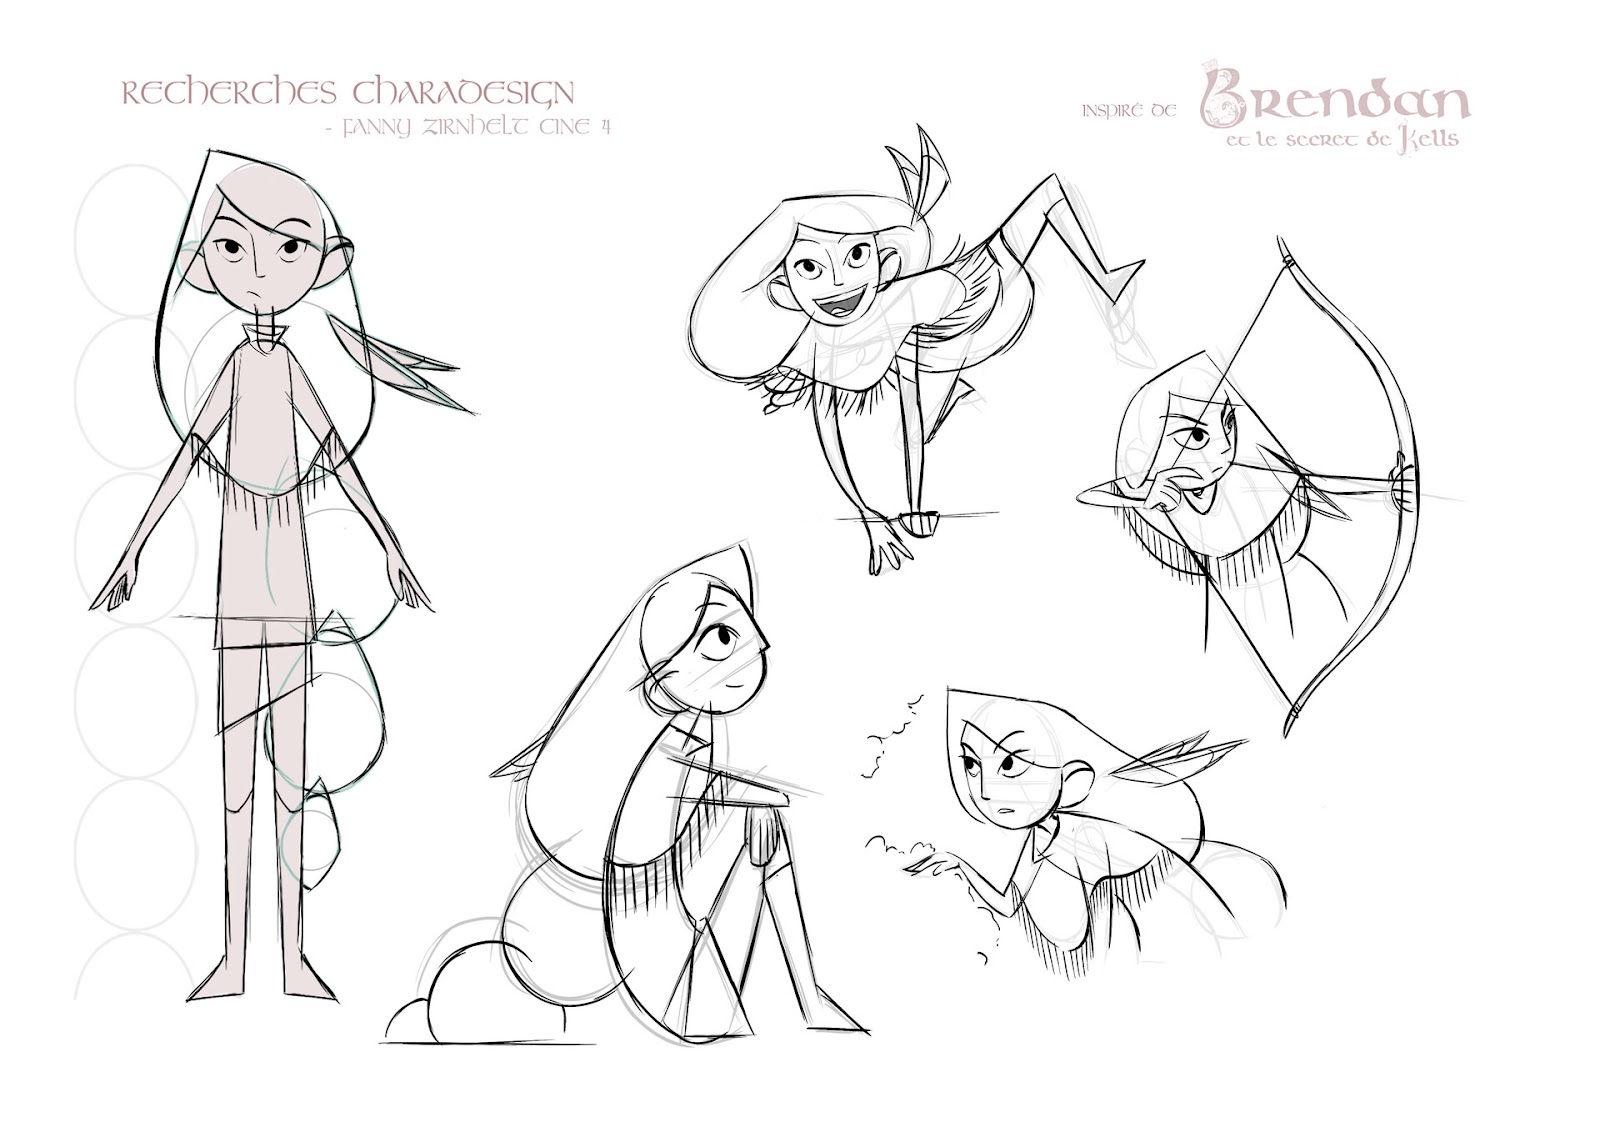 Recherches Charadesign
- Fanny Zirnhelt Cine 4
inspiré de Brendan
et le secret de Kells